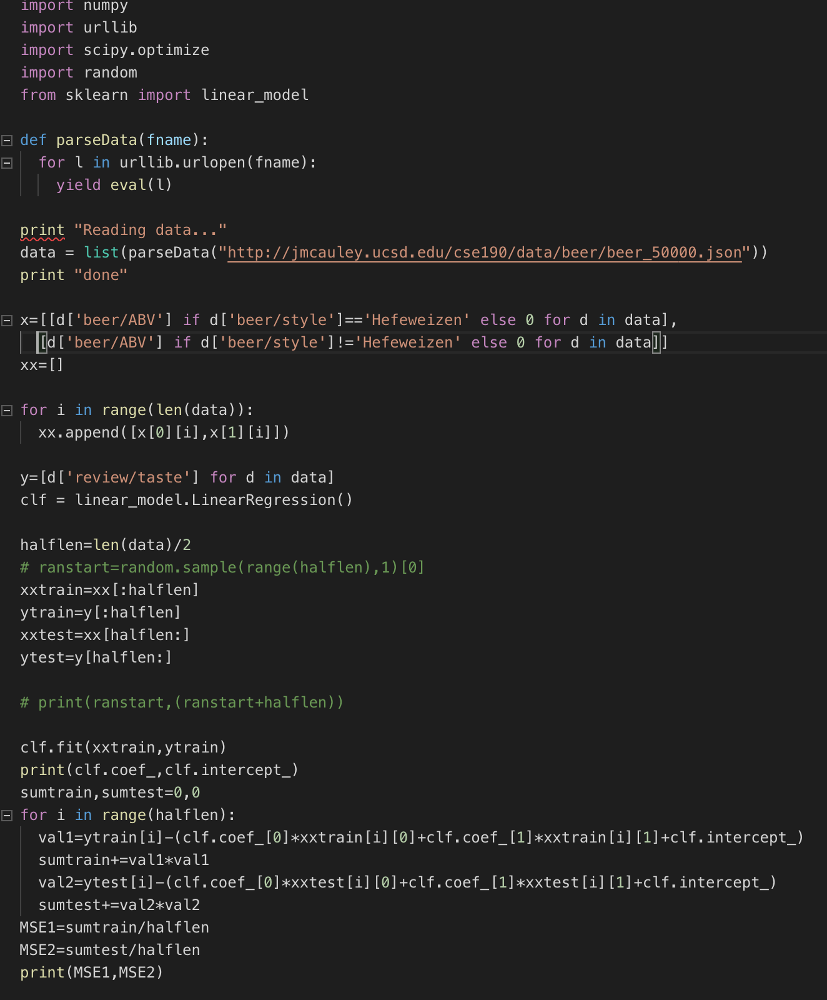 import numpy
import urllib
import scipy.optimize
import random
from sklearn import linear_model

def parseData(fname):
  for l in urllib.urlopen(fname):
    yield eval(l)

print "Reading data..."
data = list(parseData("http://jmcauley.ucsd.edu/cse190/data/beer/beer_50000.json"))
print "done"

x=[[d['beer/ABV'] if d['beer/style']=='Hefeweizen' else 0 for d in data],
  [d['beer/ABV'] if d['beer/style']!='Hefeweizen' else 0 for d in data]]
xx=[]

for i in range(len(data)):
  xx.append([x[0][i],x[1][i]])

y=[d['review/taste'] for d in data]
clf = linear_model.LinearRegression()

halflen=len(data)/2
# ranstart=random.sample(range(halflen),1)[0]
xxtrain=xx[:halflen]
ytrain=y[:halflen]
xxtest=xx[halflen:]
ytest=y[halflen:]

# print(ranstart,(ranstart+halflen))

clf.fit(xxtrain,ytrain)
print(clf.coef_,clf.intercept_)
sumtrain,sumtest=0,0
for i in range(halflen):
  val1=ytrain[i]-(clf.coef_[0]*xxtrain[i][0]+clf.coef_[1]*xxtrain[i][1]+clf.intercept_)
  sumtrain+=val1*val1
  val2=ytest[i]-(clf.coef_[0]*xxtest[i][0]+clf.coef_[1]*xxtest[i][1]+clf.intercept_)
  sumtest+=val2*val2
MSE1=sumtrain/halflen
MSE2=sumtest/halflen
print(MSE1,MSE2)